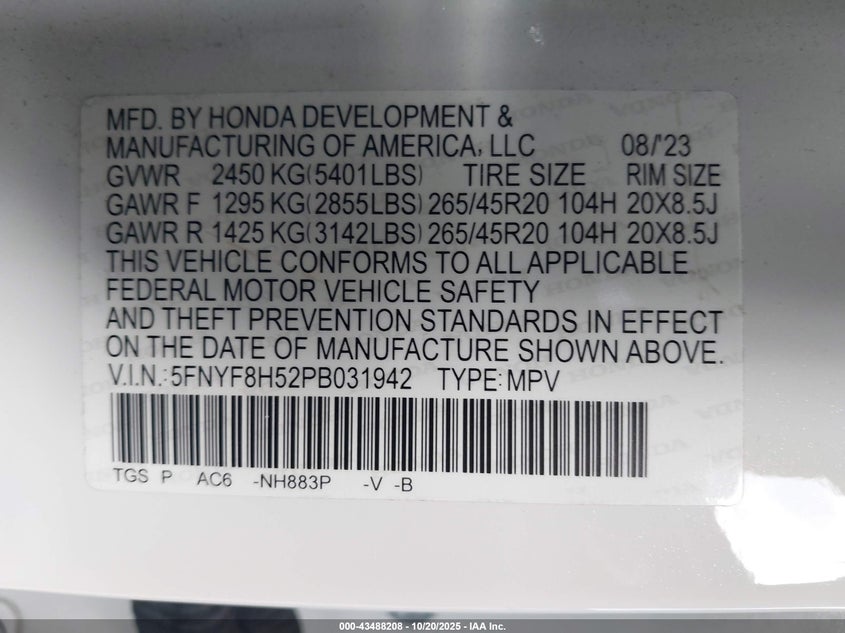 MFD. BY HONDA DEVELOPMENT &
MANUFACTURING OF AMERICA, LLC 08/'23
GVWR 2450 KG(5401LBS) TIRE SIZE RIM SIZE
GAWR F 1295 KG(2855LBS) 265/45R20 104H 20X8.5J
GAWR R 1425 KG(3142LBS) 265/45R20 104H 20X8.5J
THIS VEHICLE CONFORMS TO ALL APPLICABLE
FEDERAL MOTOR VEHICLE SAFETY
AND THEFT PREVENTION STANDARDS IN EFFECT
ON THE DATE OF MANUFACTURE SHOWN ABOVE.
V.I.N.: 5FNYF8H52PB031942 TYPE: MPV
TGS P AC6 -NH883P -V -B
000-43488208 - 10/20/2025 - IAA Inc.